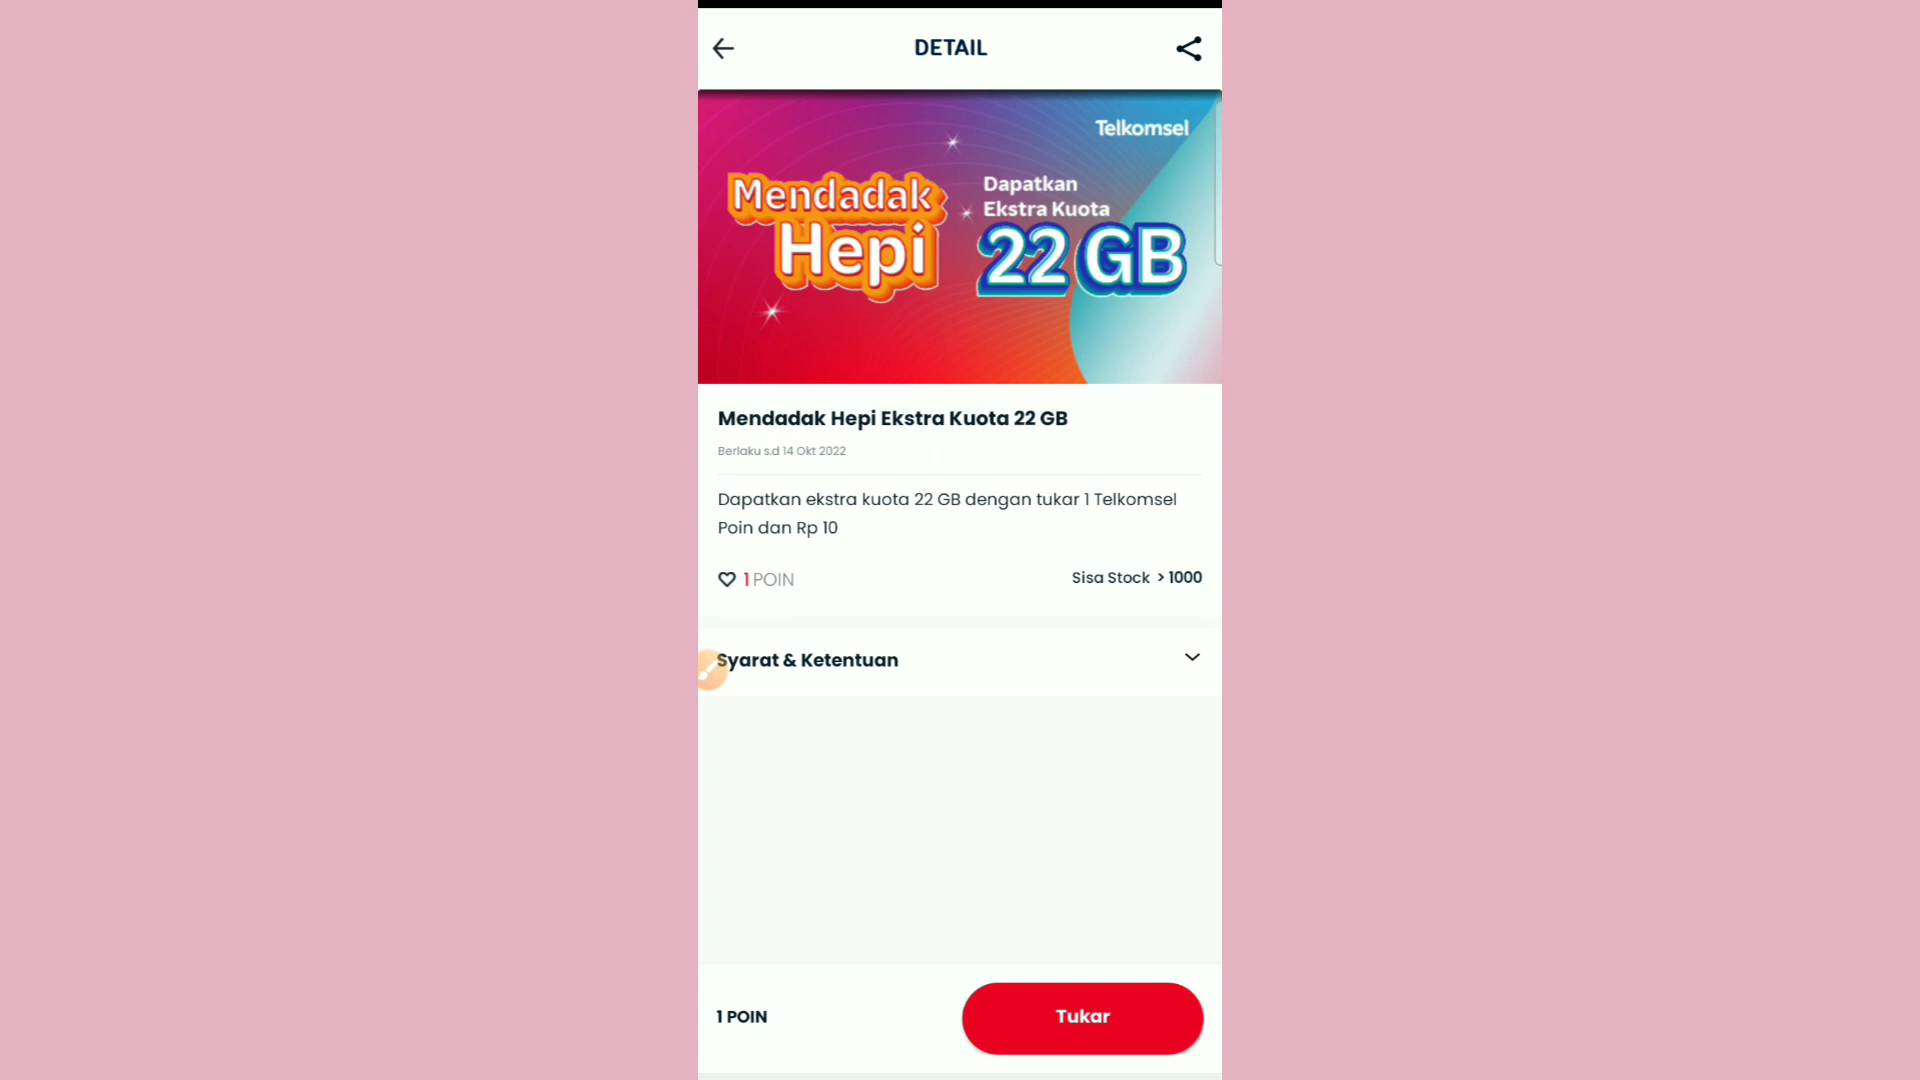 DETAIL
Telkomsel
Mendadak
Hepi
Dapatkan
Ekstra Kuota
22 GB
Mendadak Hepi Ekstra Kuota 22 GB
Berlaku s.d 14 Okt 2022
Dapatkan ekstra kuota 22 GB dengan tukar 1 Telkomsel
Poin dan Rp 10
1 POIN
Sisa Stock > 1000
Syarat & Ketentuan
1 POIN
Tukar